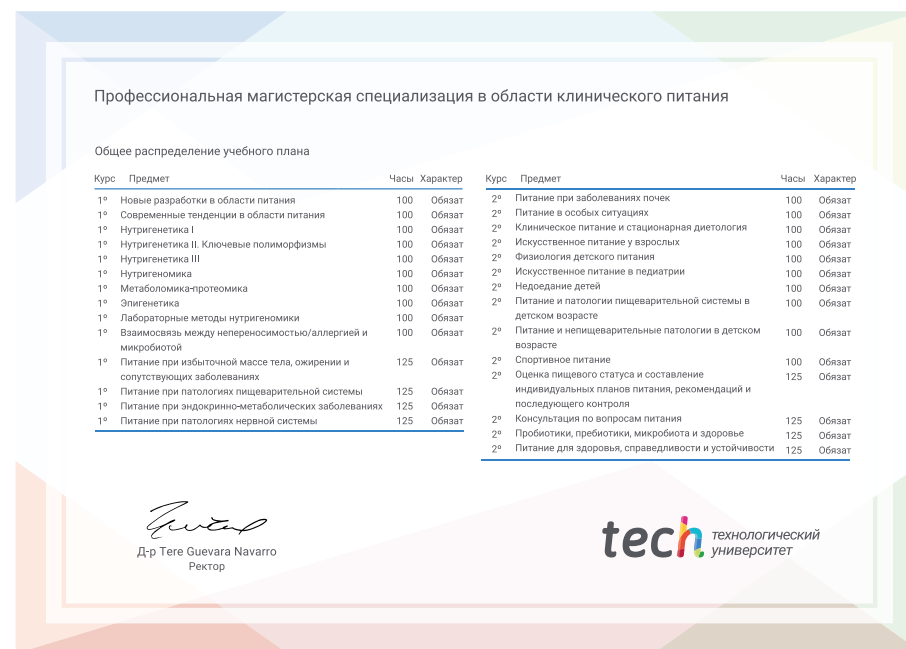 Профессиональная магистерская специализация в области клинического питания
Общее распределение учебного плана
Курс Предмет Часы Характер
1º Новые разработки в области питания 100 Обязат
1º Современные тенденции в области питания 100 Обязат
1º Нутригенетика I 100 Обязат
1º Нутригенетика II. Ключевые полиморфизмы 100 Обязат
1º Нутригенетика III 100 Обязат
1º Нутригеномика 100 Обязат
1º Метаболомика-протеомика 100 Обязат
1º Эпигенетика 100 Обязат
1º Лабораторные методы нутригеномики 100 Обязат
1º Взаимосвязь между непереносимостью/аллергией и 100 Обязат
микробиотой
1º Питание при избыточной массе тела, ожирении и 125 Обязат
сопутствующих заболеваниях
1º Питание при патологиях пищеварительной системы 125 Обязат
1º Питание при эндокринно-метаболических заболеваниях 125 Обязат
1º Питание при патологиях нервной системы 125 Обязат
Курс Предмет Часы Характер
2º Питание при заболеваниях почек 100 Обязат
2º Питание в особых ситуациях 100 Обязат
2º Клиническое питание и стационарная диетология 100 Обязат
2º Искусственное питание у взрослых 100 Обязат
2º Физиология детского питания 100 Обязат
2º Искусственное питание в педиатрии 100 Обязат
2º Недоедание детей 100 Обязат
2º Питание и патологии пищеварительной системы в 100 Обязат
детском возрасте
2º Питание и непищеварительные патологии в детском 100 Обязат
возрасте
2º Спортивное питание 100 Обязат
2º Оценка пищевого статуса и составление 125 Обязат
индивидуальных планов питания, рекомендаций и
последующего контроля
2º Консультация по вопросам питания 125 Обязат
2º Пробиотики, пребиотики, микробиота и здоровье 125 Обязат
2º Питание для здоровья, справедливости и устойчивости 125 Обязат
Д-р Tere Guevara Navarro
Ректор
tech технологический
университет